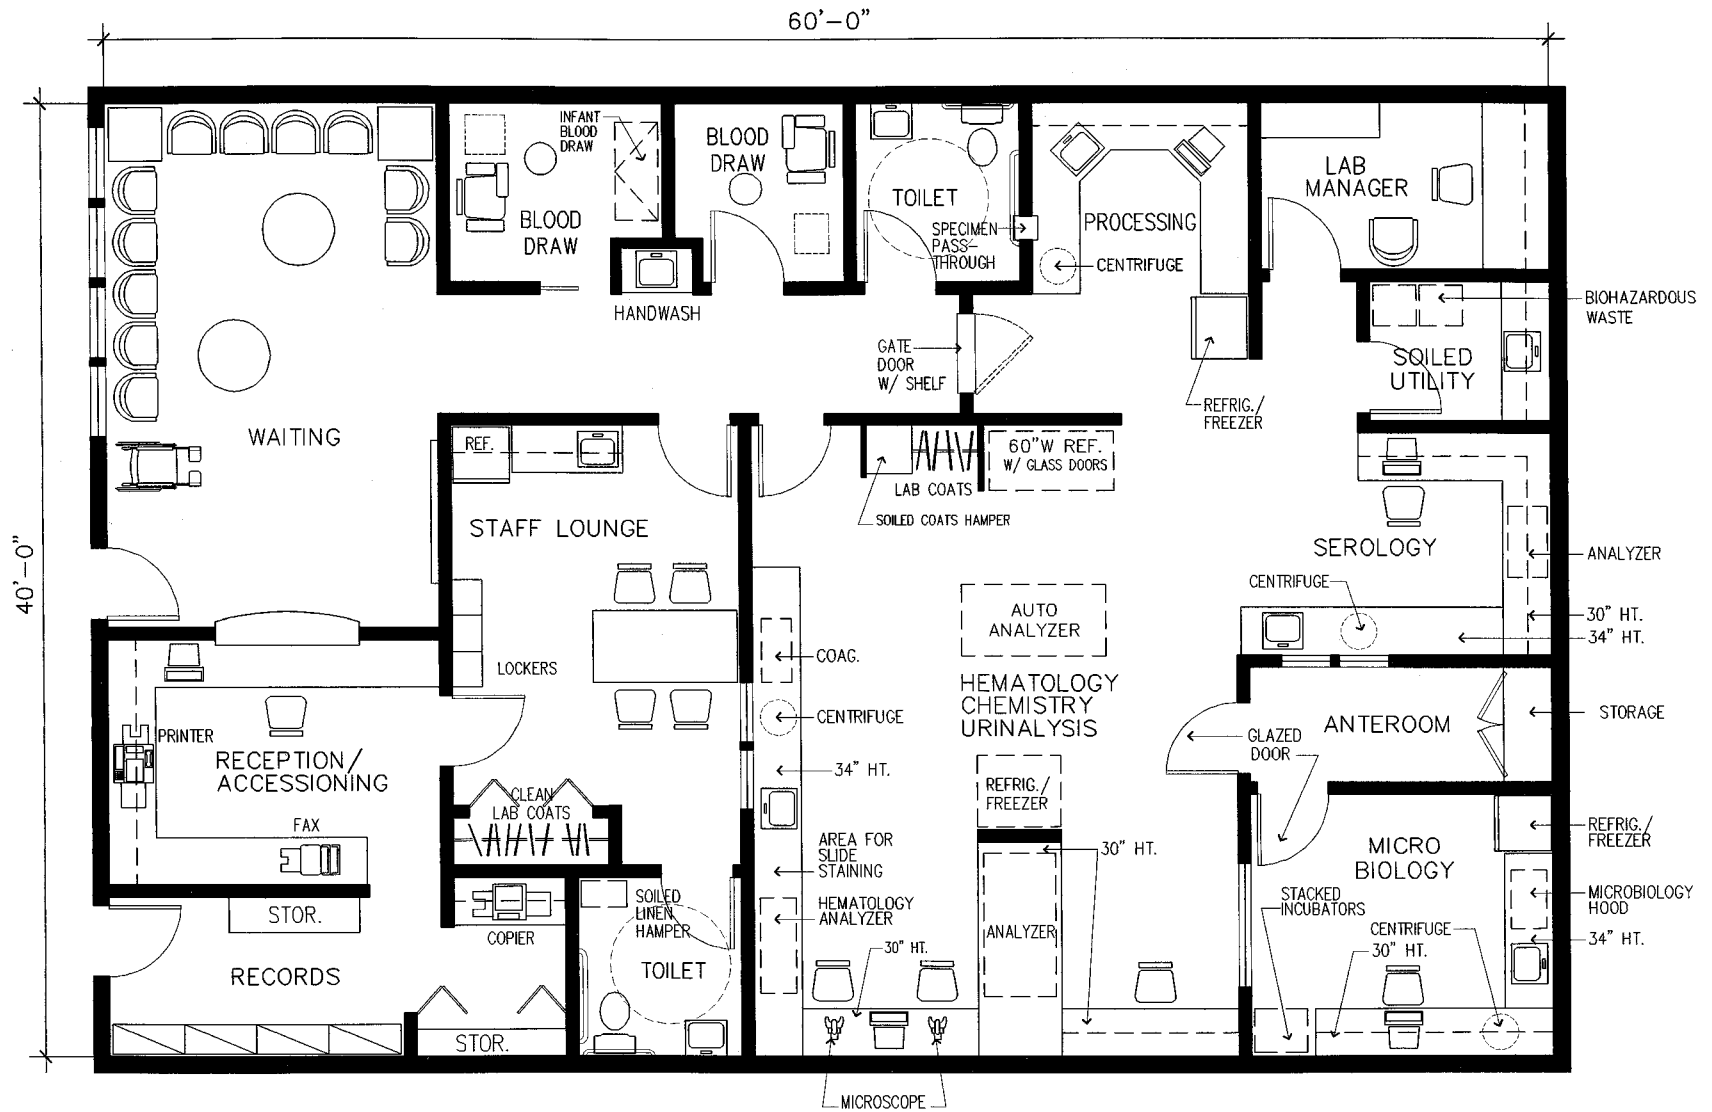 60'-0"
40'-0"
INFANT
BLOOD
DRAW
BLOOD
DRAW
BLOOD
DRAW
TOILET
SPECIMEN
PASS-
THROUGH
PROCESSING
CENTRIFUGE
LAB
MANAGER
HANDWASH
BIOHAZARDOUS
WASTE
GATE
DOOR
W/ SHELF
SOILED
UTILITY
REFRIG./
FREEZER
WAITING
REF.
60"W REF.
W/ GLASS DOORS
LAB COATS
SOILED COATS HAMPER
STAFF LOUNGE
SEROLOGY
ANALYZER
CENTRIFUGE
30" HT.
34" HT.
AUTO
ANALYZER
COAG.
LOCKERS
HEMATOLOGY
CHEMISTRY
URINALYSIS
CENTRIFUGE
34" HT.
ANTEROOM
STORAGE
GLAZED
DOOR
PRINTER
RECEPTION/
ACCESSIONING
FAX
CLEAN
LAB COATS
REFRIG./
FREEZER
30" HT.
AREA FOR
SLIDE
STAINING
HEMATOLOGY
ANALYZER
30" HT.
ANALYZER
MICRO
BIOLOGY
REFRIG./
FREEZER
STACKED
INCUBATORS
MICROBIOLOGY
HOOD
CENTRIFUGE
30" HT.
34" HT.
STOR.
COPIER
SOILED
LINEN
HAMPER
TOILET
RECORDS
STOR.
MICROSCOPE